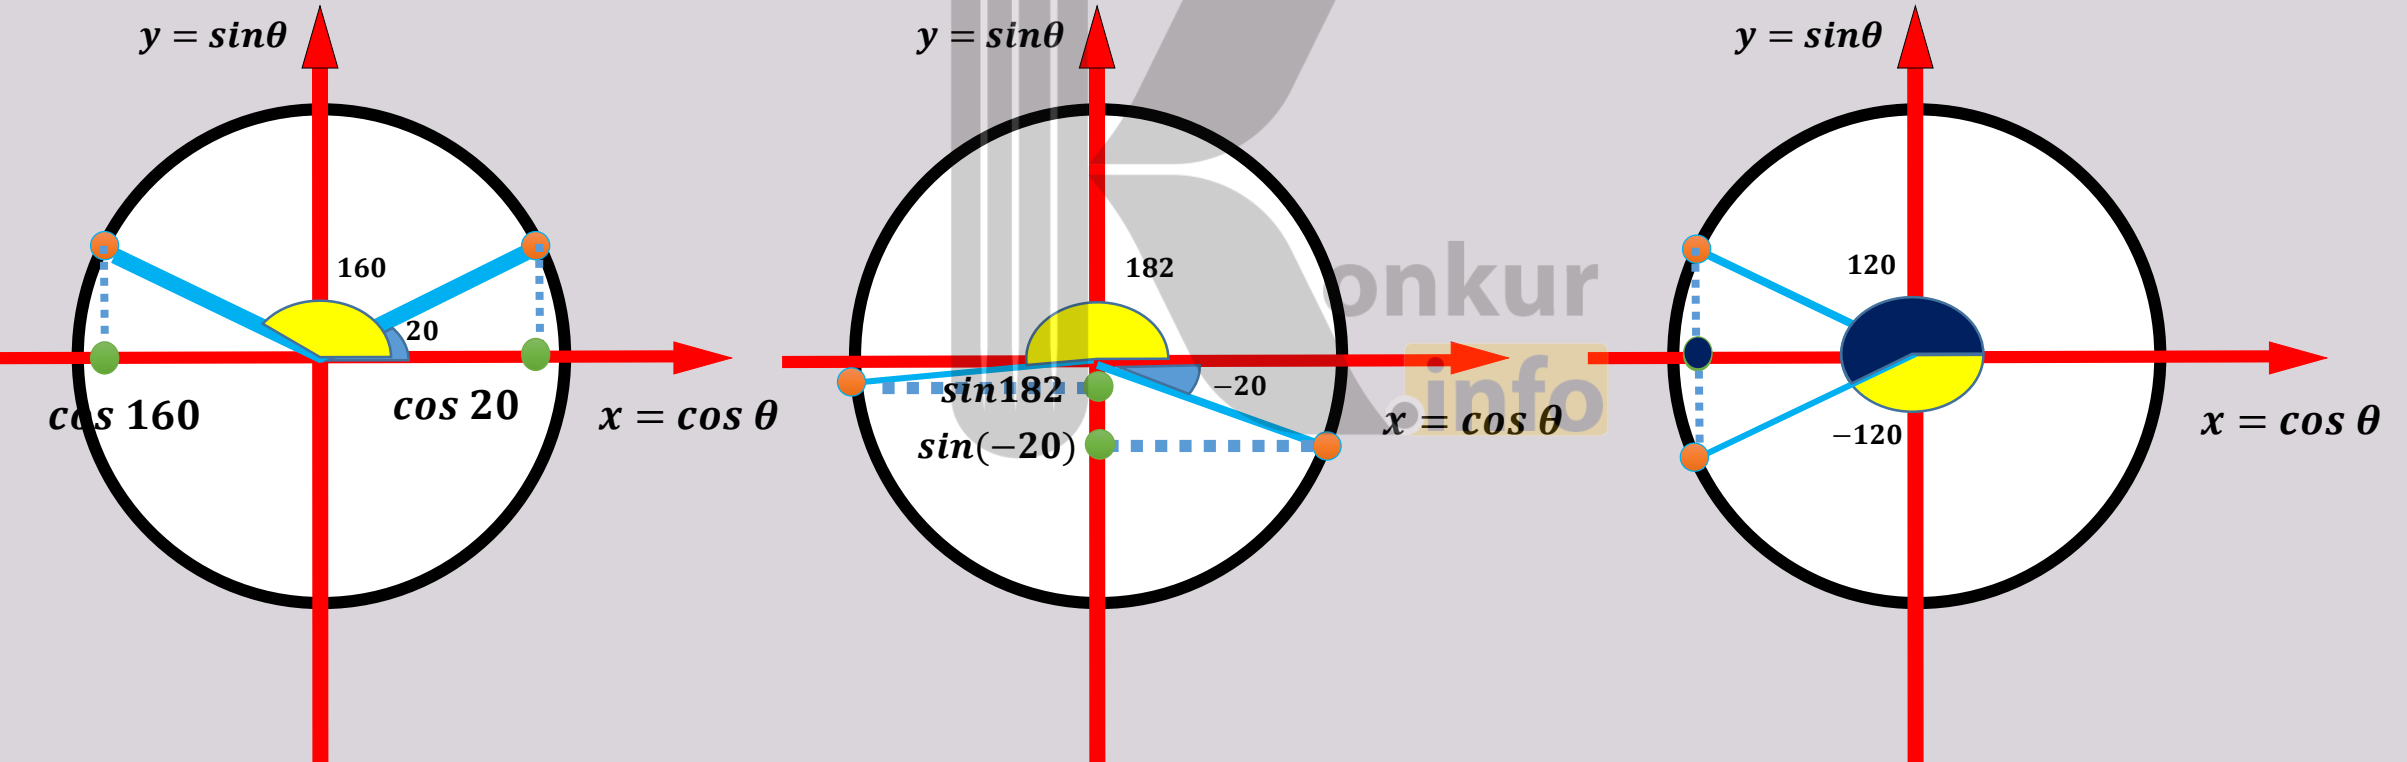 y = sinθ
160
20
cos 160
cos 20
x = cos θ
y = sinθ
182
sin182
−20
sin(−20)
x = cos θ
onkur
.info
y = sinθ
120
−120
x = cos θ